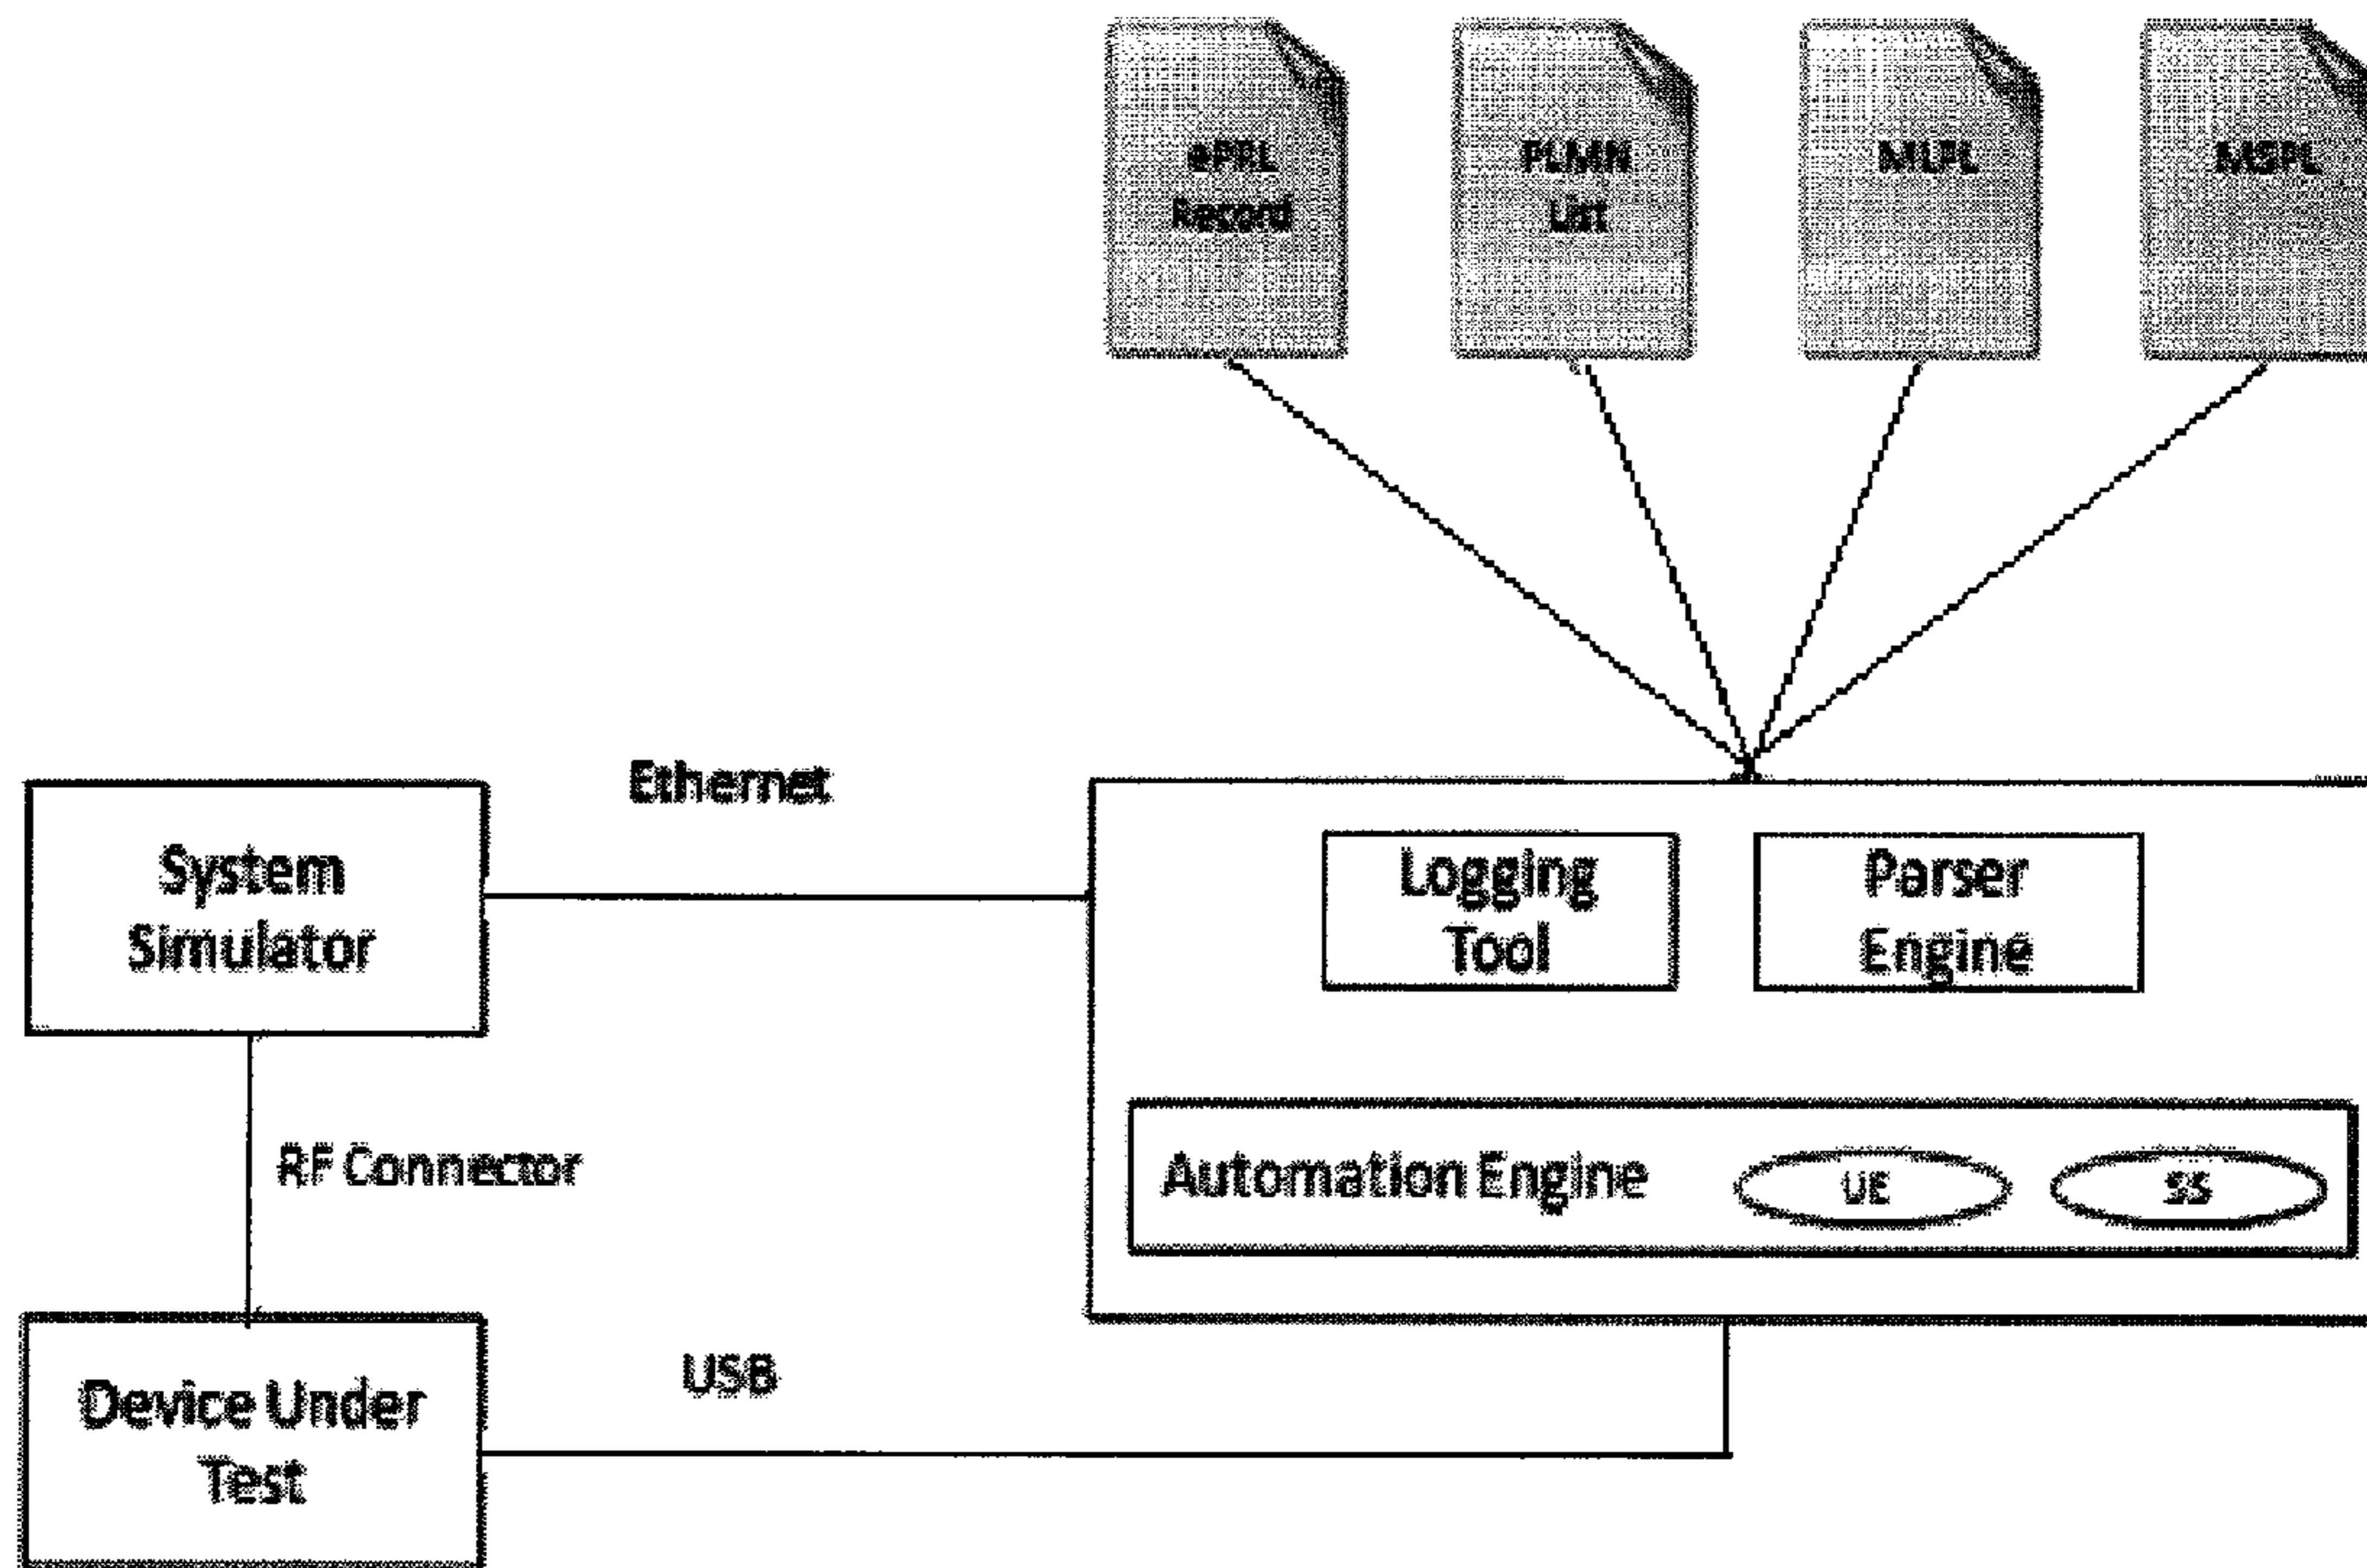 ePRL
Record
PLMN
List
MLPL
MSPL
Ethernet
System
Simulator
Logging
Tool
Parser
Engine
RF Connector
Automation Engine
UE
SS
USB
Device Under
Test